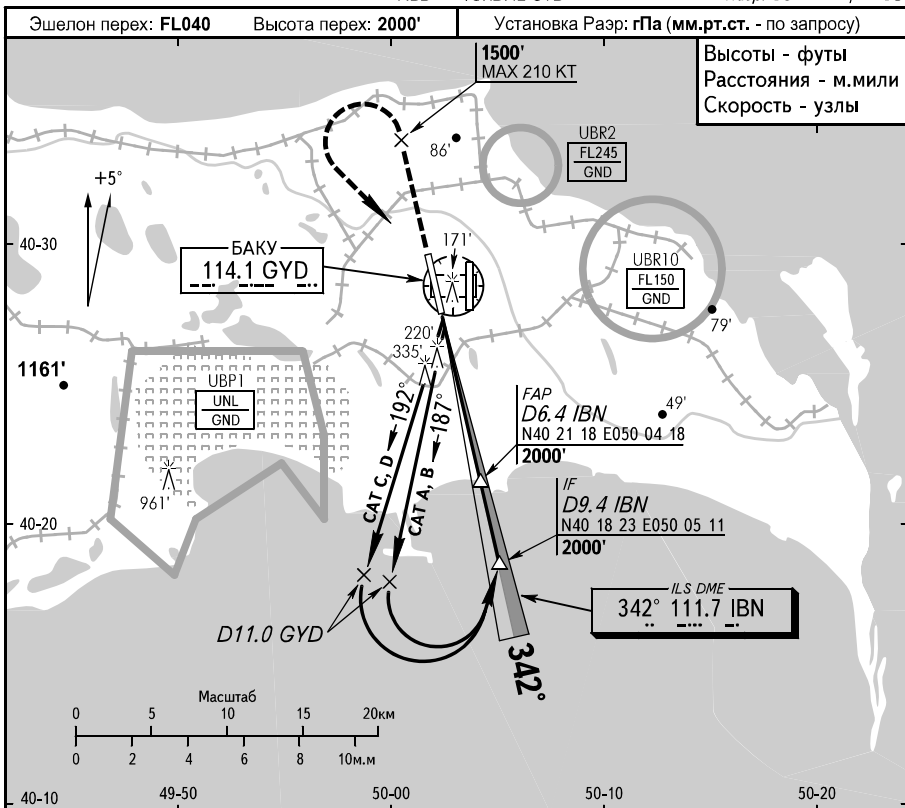 Эшелон перех: FL040 Высота перех: 2000' Установка Раэр: гПа (мм.рт.ст. - по запросу)
Высоты - футы
Расстояния - м.мили
Скорость - узлы
1500'
MAX 210 KT
86'
UBR2
FL245
GND
+5°
40-30
БАКУ
114.1 GYD
171'
UBR10
FL150
GND
79'
220'
335'
1161'
UBP1
UNL
GND
961'
CAT C, D 192°
CAT A, B 187°
FAP
D6.4 IBN
N40 21 18 E050 04 18
2000'
49'
40-20
IF
D9.4 IBN
N40 18 23 E050 05 11
2000'
ILS DME
342° 111.7 IBN
D11.0 GYD
342°
Масштаб
0 5 10 15 20км
0 2 4 6 8 10м.м
40-10 49-50 50-00 50-10 50-20